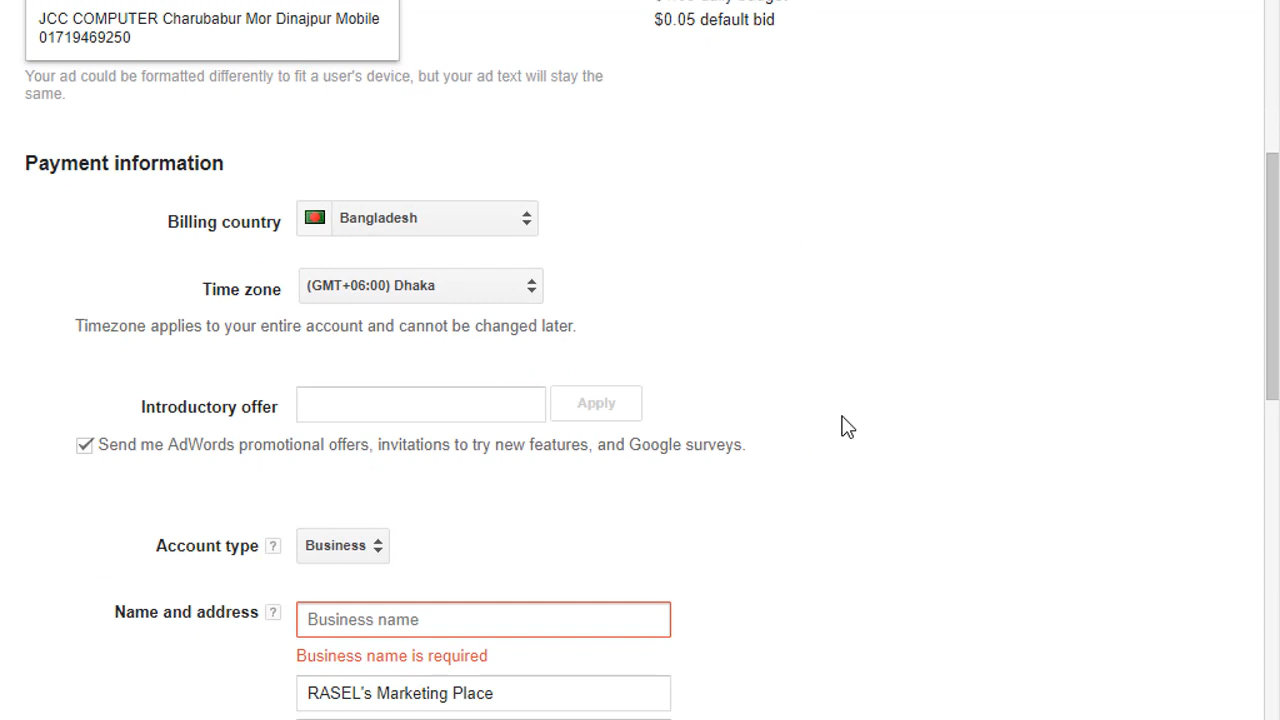 JCC COMPUTER Charubabur Mor Dinajpur Mobile
01719469250
$0.05 default bid
Your ad could be formatted differently to fit a user's device, but your ad text will stay the
same.
Payment information
Billing country
Bangladesh
Time zone
(GMT+06:00) Dhaka
Timezone applies to your entire account and cannot be changed later.
Introductory offer
Apply
Send me AdWords promotional offers, invitations to try new features, and Google surveys.
Account type ?
Business
Name and address ?
Business name
Business name is required
RASEL's Marketing Place